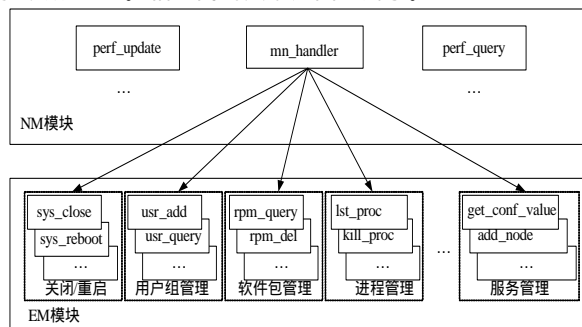 perf_update
mn_handler
perf_query
…
…
NM模块
sys_close
usr_add
rpm_query
lst_proc
get_conf_value
sys_reboot
usr_query
rpm_del
kill_proc
add_node
…
…
…
…
…
…
关闭/重启
用户组管理
软件包管理
进程管理
服务管理
EM模块